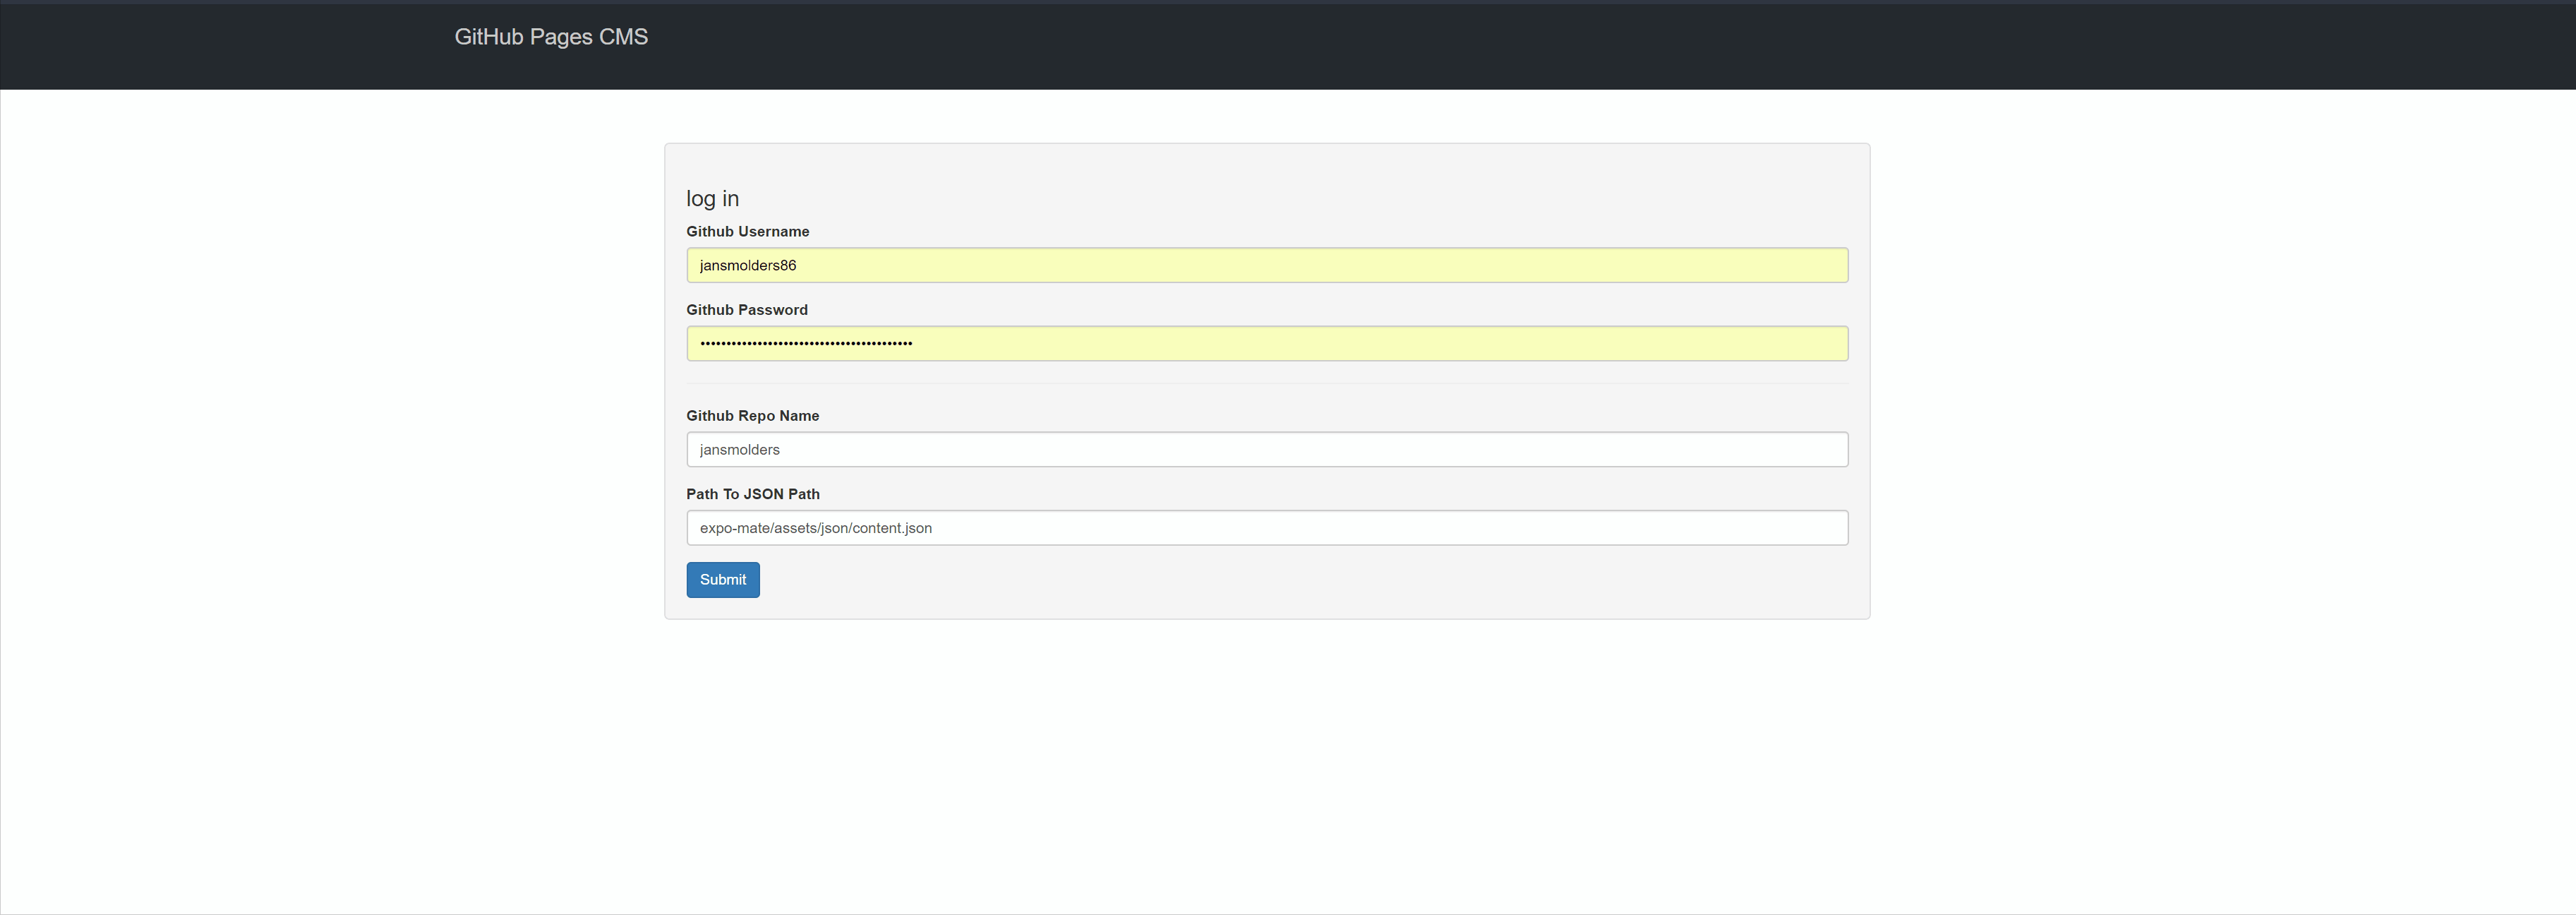 GitHub Pages CMS
log in
Github Username
jansmolders86
Github Password
•••••••••••••••••••••••••••••••••••••••••
Github Repo Name
jansmolders
Path To JSON Path
expo-mate/assets/json/content.json
Submit